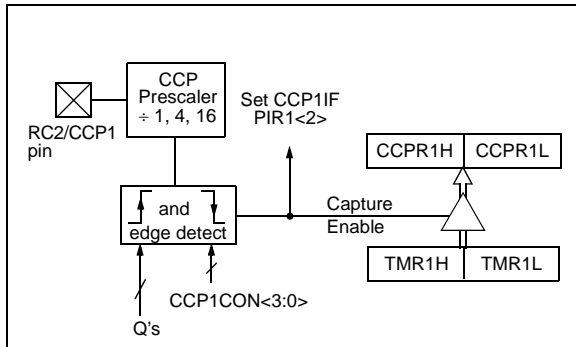 CCP
Prescaler
÷ 1, 4, 16
RC2/CCP1
pin
Set CCP1IF
PIR1<2>
CCPR1H CCPR1L
and
edge detect
Capture
Enable
TMR1H TMR1L
CCP1CON<3:0>
Q's